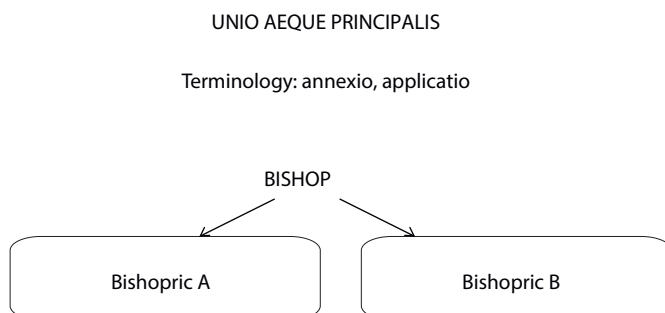 UNIO AEQUE PRINCIPALIS
Terminology: annexio, applicatio
BISHOP
Bishopric A
Bishopric B